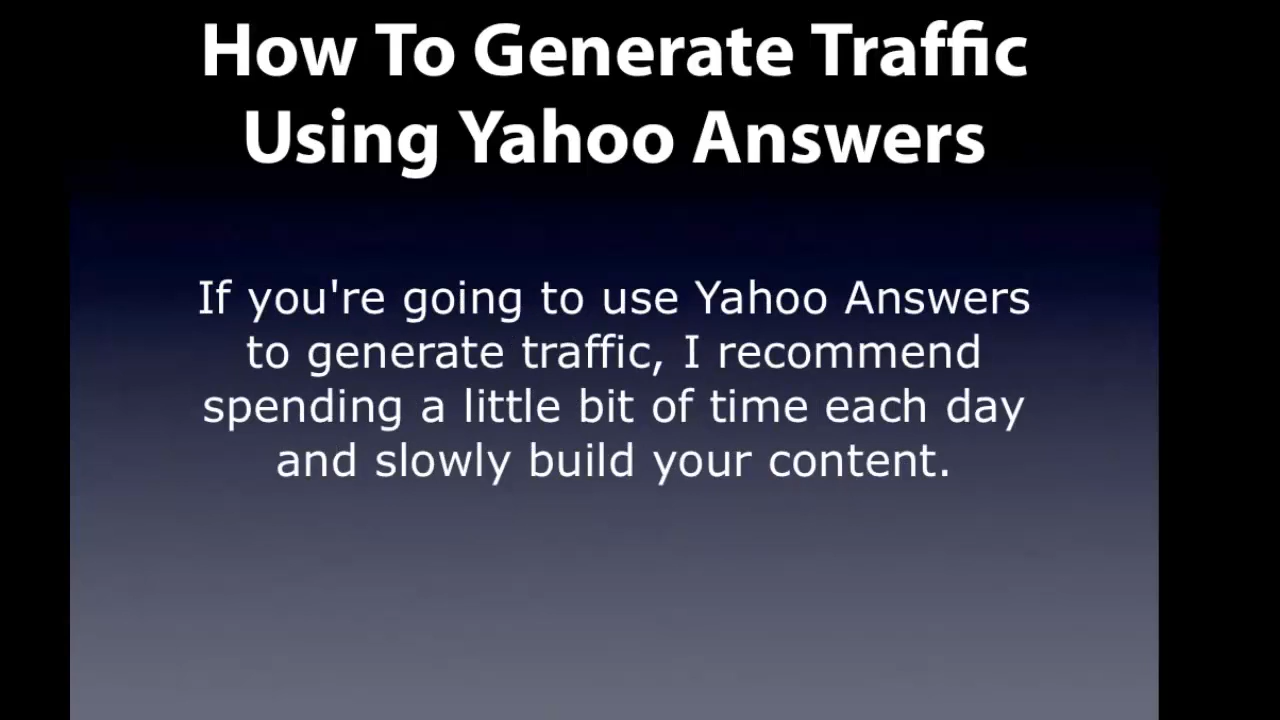 How To Generate Traffic
Using Yahoo Answers
If you're going to use Yahoo Answers
to generate traffic, I recommend
spending a little bit of time each day
and slowly build your content.